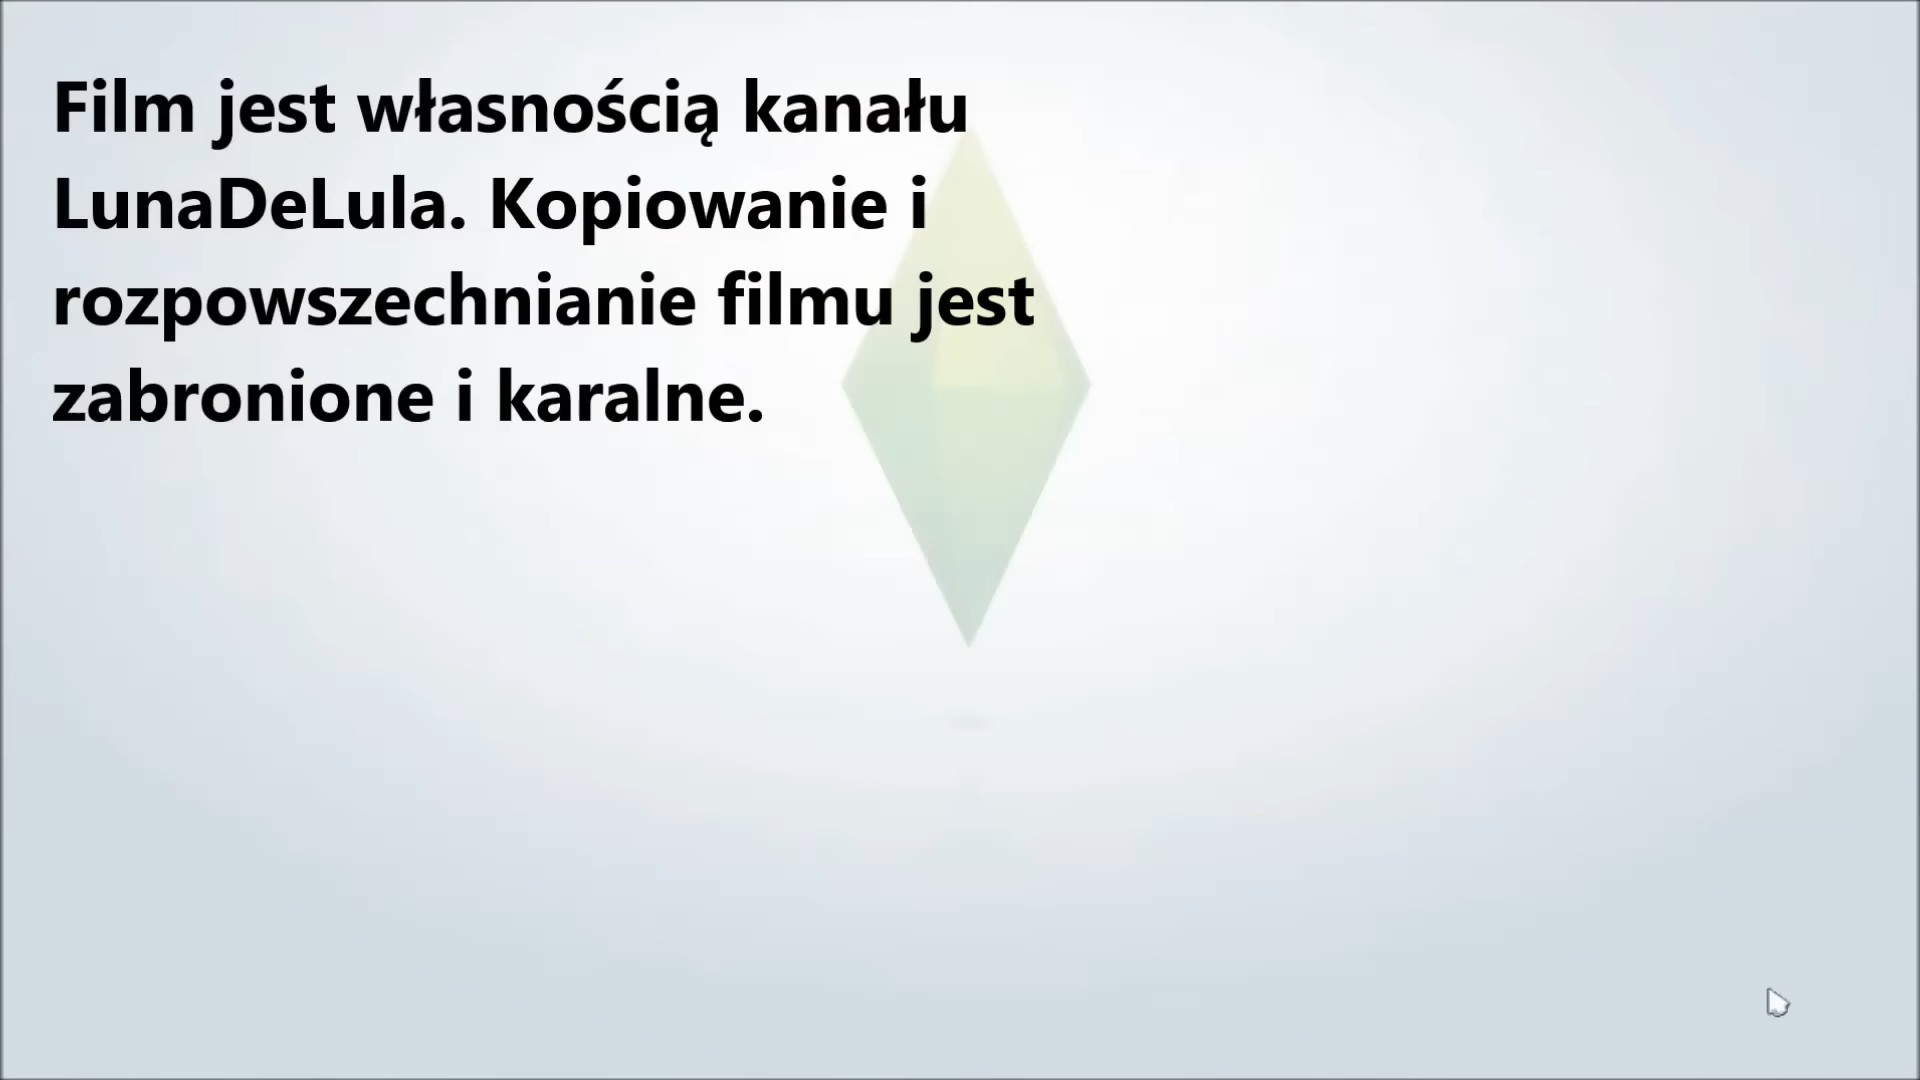 Film jest własnością kanału
LunaDeLula. Kopiowanie i
rozpowszechnianie filmu jest
zabronione i karalne.